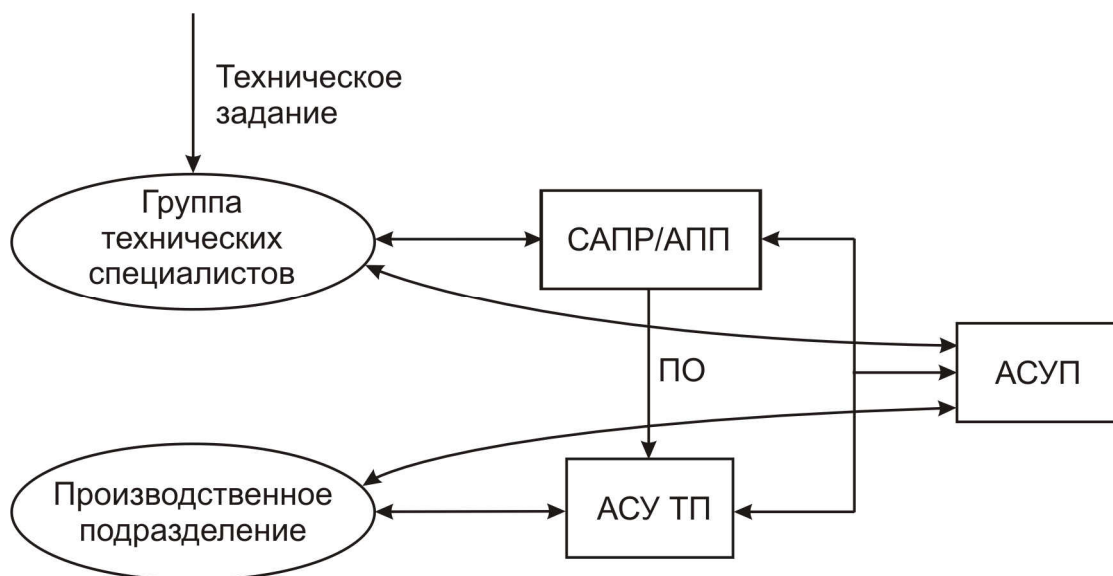 Техническое
задание
Группа
технических
специалистов
САПР/АПП
АСУП
ПО
Производственное
подразделение
АСУ ТП